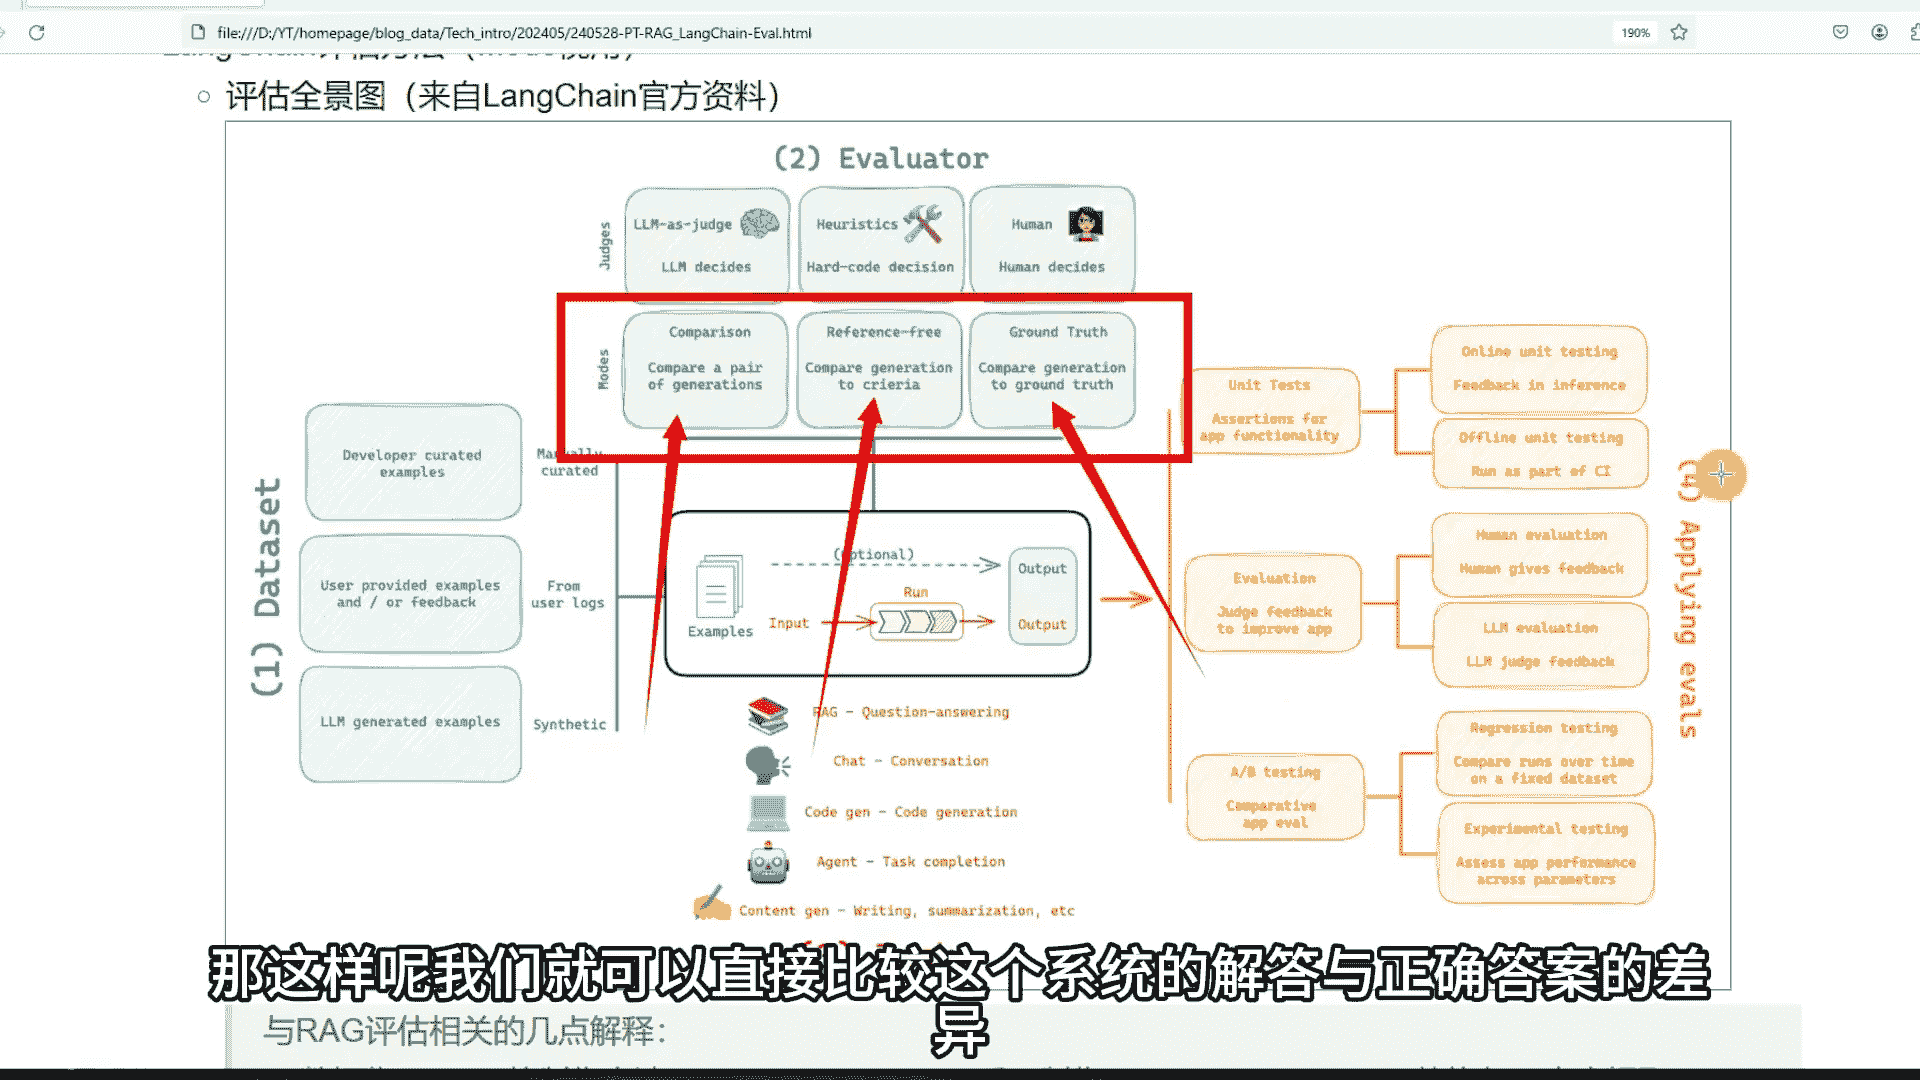 file:///D:/YT/homepage/blog_data/Tech_intro/202405/240528-PT-RAG_LangChain-Eval.html
190%
评估全景图（来自LangChain官方资料）
(2) Evaluator
Judges
LLM-as-judge
LLM decides
Heuristics
Hard-code decision
Human
Human decides
Modes
Comparison
Compare a pair
of generations
Reference-free
Compare generation
to crieria
Ground Truth
Compare generation
to ground truth
(1) Dataset
Developer curated
examples
Manually
curated
User provided examples
and / or feedback
From
user logs
LLM generated examples
Synthetic
Examples
(optional)
Output
Run
Input
Output
RAG - Question-answering
Chat - Conversation
Code gen - Code generation
Agent - Task completion
Content gen - Writing, summarization, etc
Unit Tests
Assertions for
app functionality
Online unit testing
Feedback in inference
Offline unit testing
Run as part of CI
Evaluation
Judge feedback
to improve app
Human evaluation
Human gives feedback
LLM evaluation
LLM judge feedback
A/B testing
Comparative
app eval
Regression testing
Compare runs over time
on a fixed dataset
Experimental testing
Assess app performance
across parameters
(4) Applying evals
那这样呢我们就可以直接比较这个系统的解答与正确答案的差
异
与RAG评估相关的几点解释：